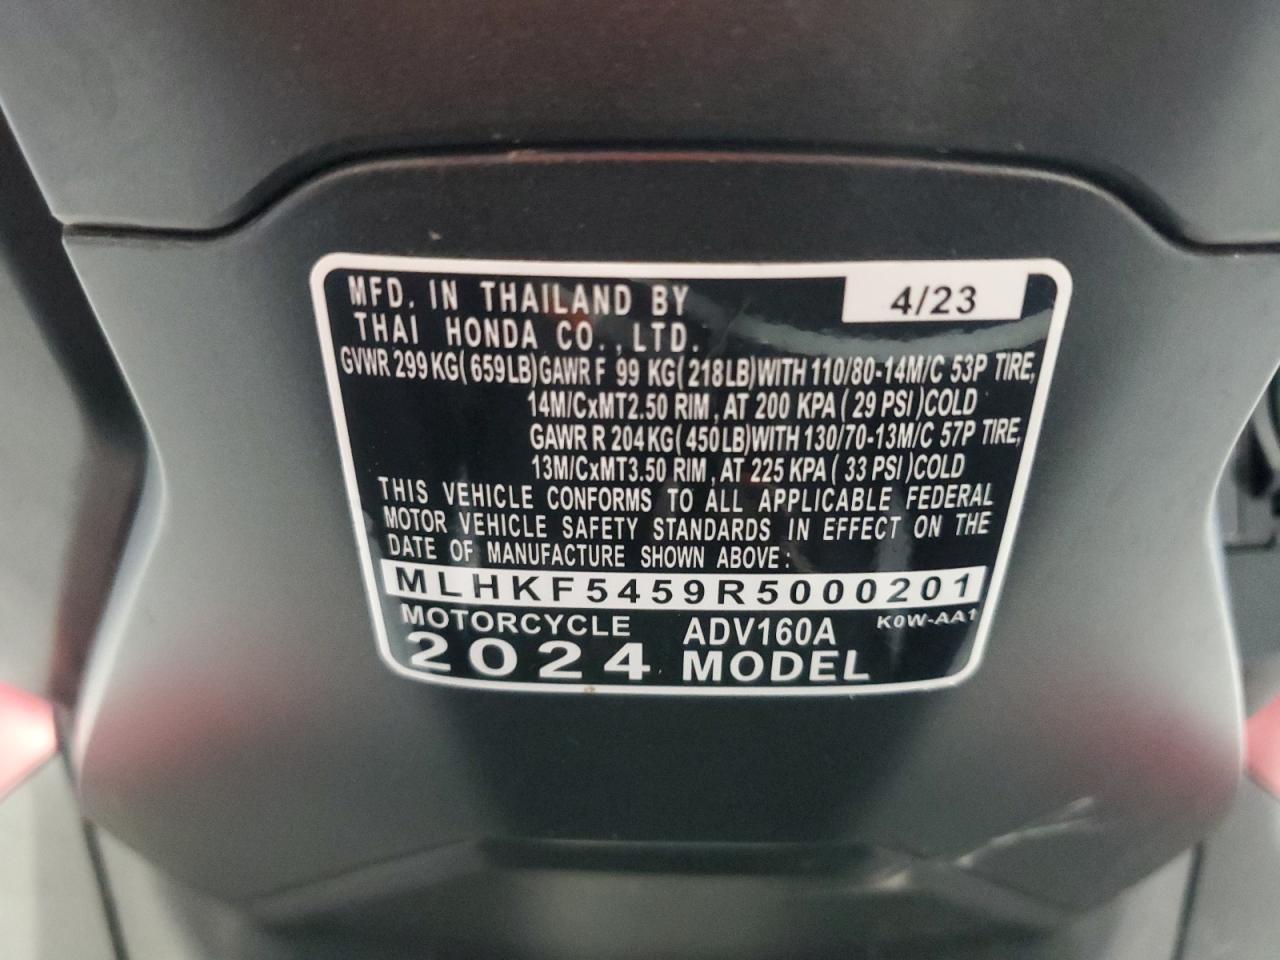 MFD. IN THAILAND BY 4/23
THAI HONDA CO.,LTD.
GVWR 299 KG( 659LB)GAWR F 99 KG( 218LB)WITH 110/80-14M/C 53P TIRE,
14M/CxMT2.50 RIM, AT 200 KPA ( 29 PSI )COLD
GAWR R 204KG( 450LB)WITH 130/70-13M/C 57P TIRE,
13M/CxMT3.50 RIM, AT 225 KPA ( 33 PSI )COLD
THIS VEHICLE CONFORMS TO ALL APPLICABLE FEDERAL
MOTOR VEHICLE SAFETY STANDARDS IN EFFECT ON THE
DATE OF MANUFACTURE SHOWN ABOVE:
MLHKF5459R5000201
MOTORCYCLE ADV160A K0W-AA1
2024 MODEL